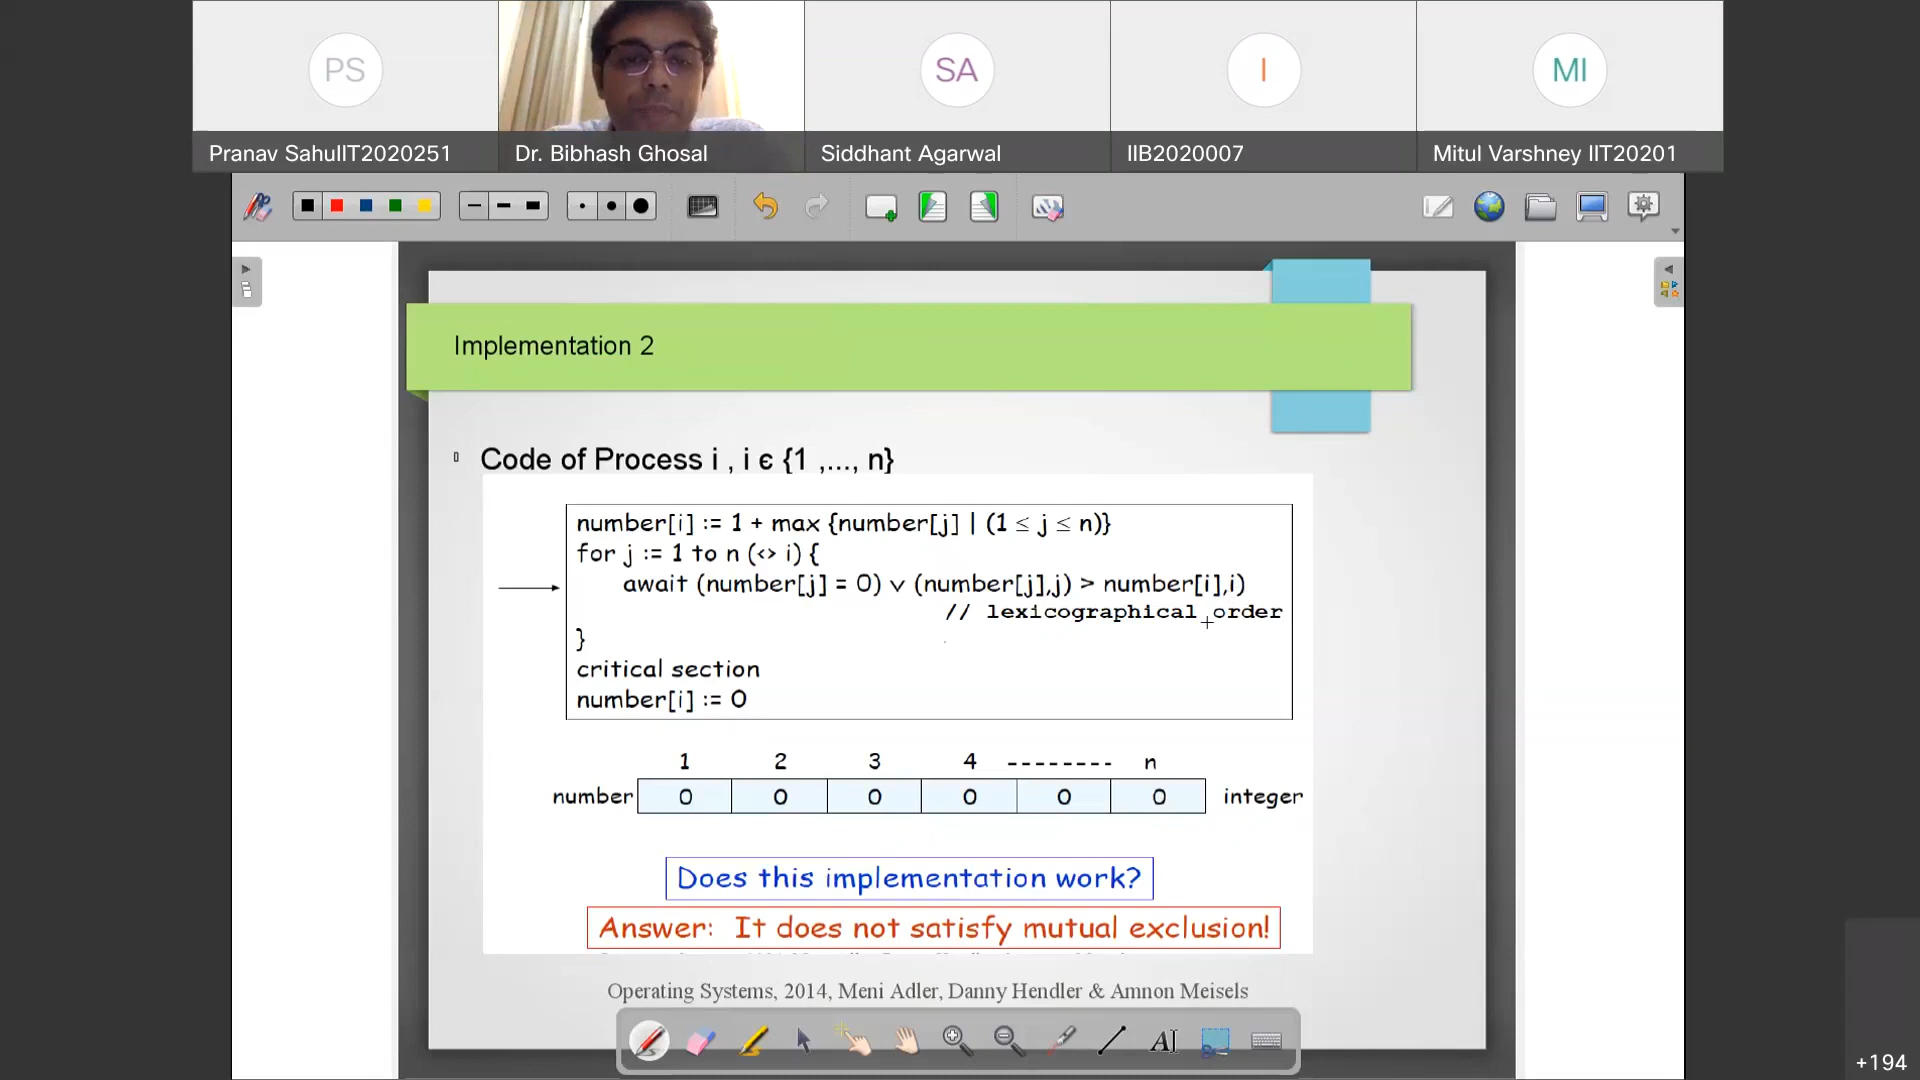 PS
SA
I
MI
Pranav SahuIIT2020251
Dr. Bibhash Ghosal
Siddhant Agarwal
IIB2020007
Mitul Varshney IIT20201
Implementation 2
Code of Process i , i є {1 ,..., n}
number[i] := 1 + max {number[j] | (1 ≤ j ≤ n)}
for j := 1 to n (<> i) {
await (number[j] = 0) ∨ (number[j],j) > number[i],i)
// lexicographical order
}
critical section
number[i] := 0
1 2 3 4 -------- n
number 0 0 0 0 0 0 integer
Does this implementation work?
Answer: It does not satisfy mutual exclusion!
Operating Systems, 2014, Meni Adler, Danny Hendler & Amnon Meisels
AI
+194